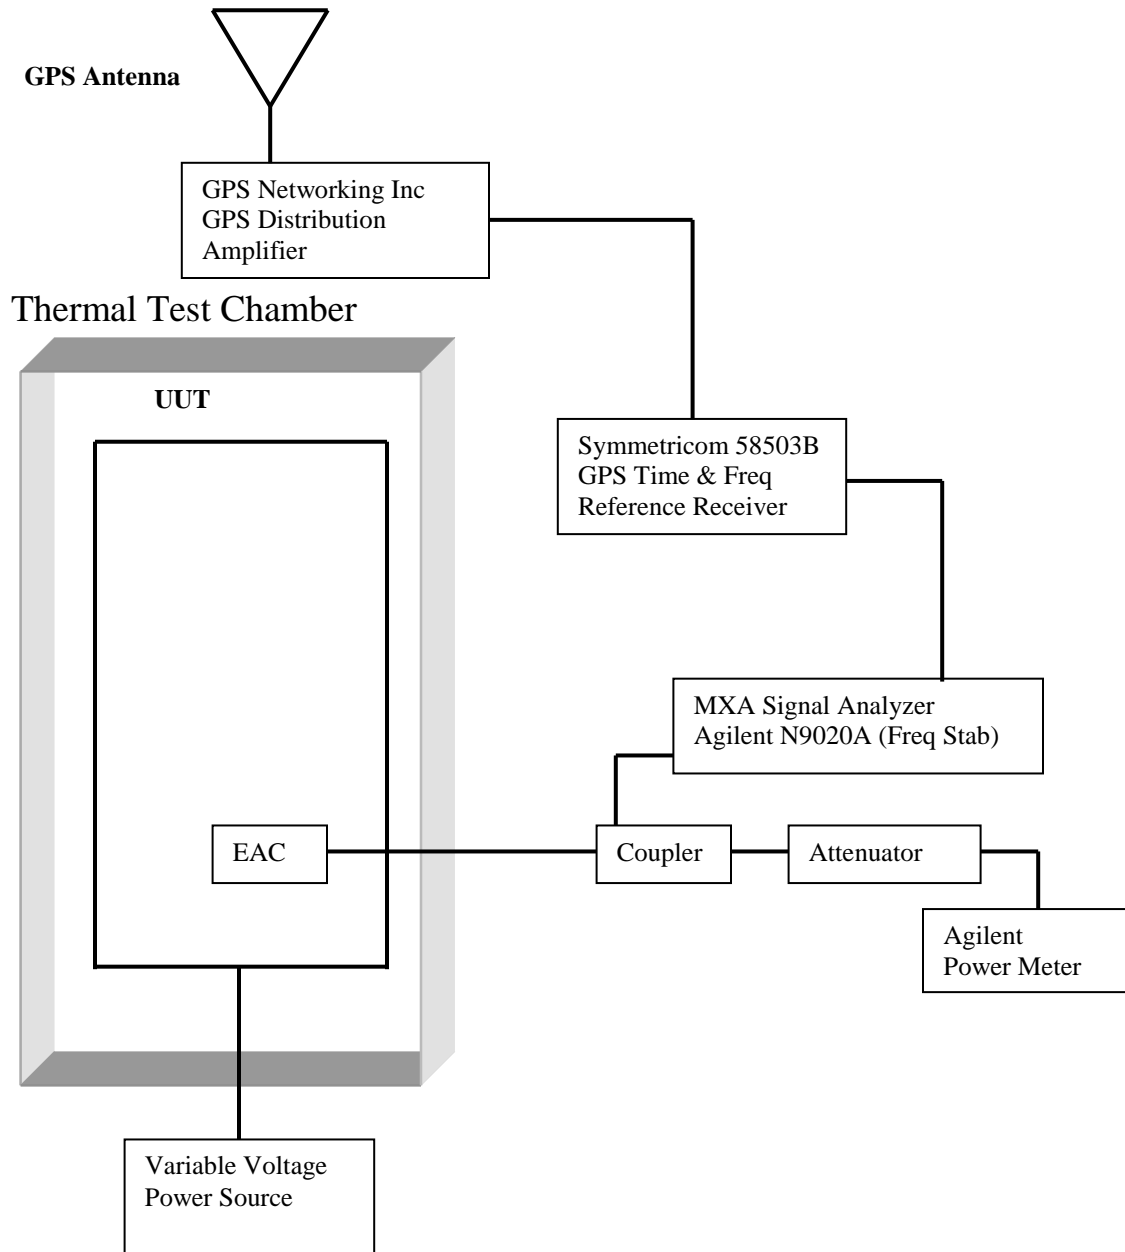 GPS Antenna
GPS Networking Inc
GPS Distribution
Amplifier
Thermal Test Chamber
UUT
Symmetricom 58503B
GPS Time & Freq
Reference Receiver
MXA Signal Analyzer
Agilent N9020A (Freq Stab)
EAC
Coupler
Attenuator
Agilent
Power Meter
Variable Voltage
Power Source